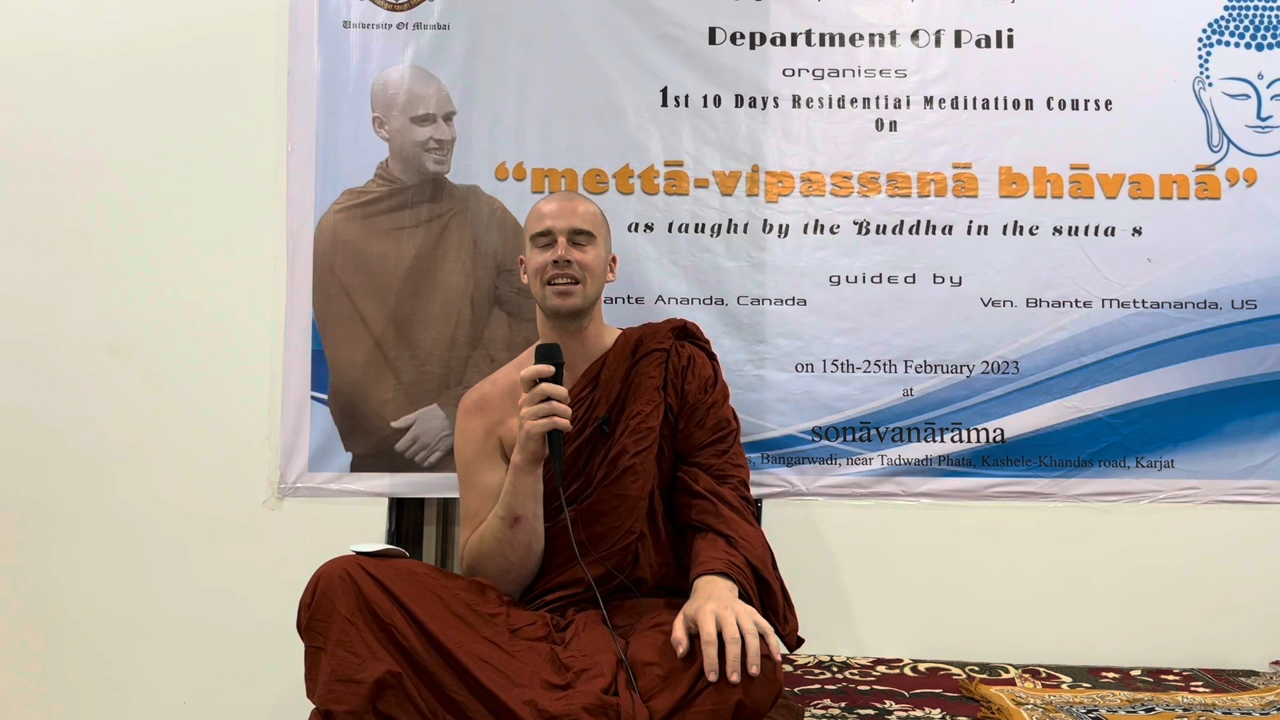 University Of Mumbai
Department Of Pali
organises
1st 10 Days Residential Meditation Course
On
“mettā-vipassanā bhāvanā”
as taught by the Buddha in the sutta-s
guided by
ante Ananda, Canada
Ven. Bhante Mettananda, US
on 15th-25th February 2023
at
sonāvanārāma
s, Bangarwadi, near Tadwadi Phata, Kashele-Khandas road, Karjat